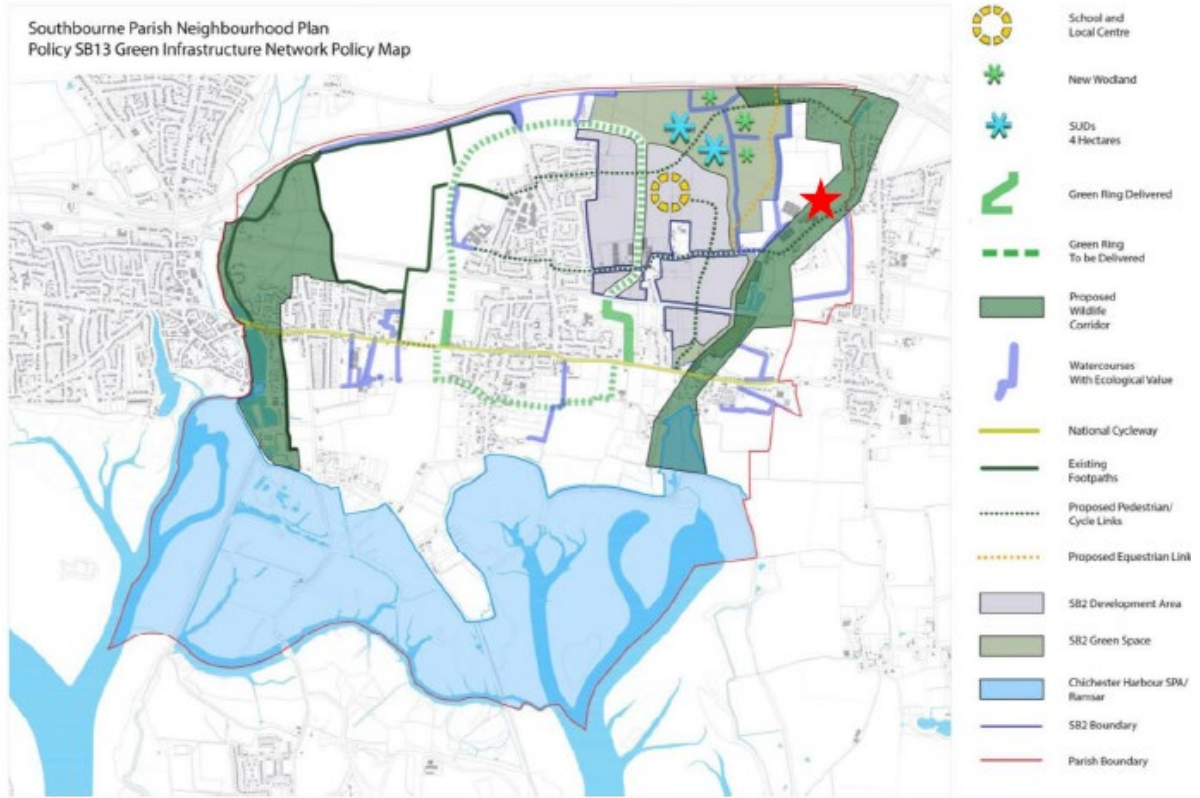 Southbourne Parish Neighbourhood Plan
Policy SB13 Green Infrastructure Network Policy Map
School and
Local Centre
New Wodland
SUDs
4 Hectares
Green Ring Delivered
Green Ring
To be Delivered
Proposed
Wildlife
Corridor
Watercourses
With Ecological Value
National Cycleway
Existing
Footpaths
Proposed Pedestrian/
Cycle Links
Proposed Equestrian Link
SB2 Development Area
SB2 Green Space
Chichester Harbour SPA/
Ramsar
SB2 Boundary
Parish Boundary